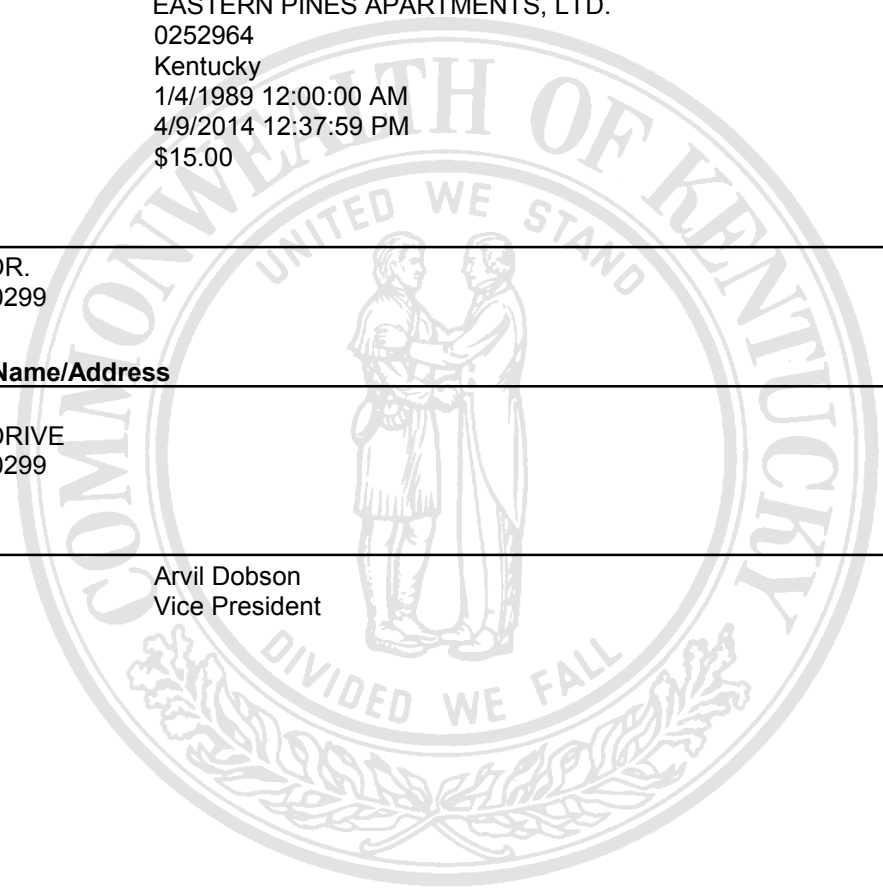 EASTERN PINES APARTMENTS, LTD.
0252964
Kentucky
1/4/1989 12:00:00 AM
4/9/2014 12:37:59 PM
$15.00
COMMONWEALTH OF KENTUCKY
UNITED WE STAND
DR.
0299
Name/Address
DRIVE
0299
Arvil Dobson
Vice President
DIVIDED WE FALL